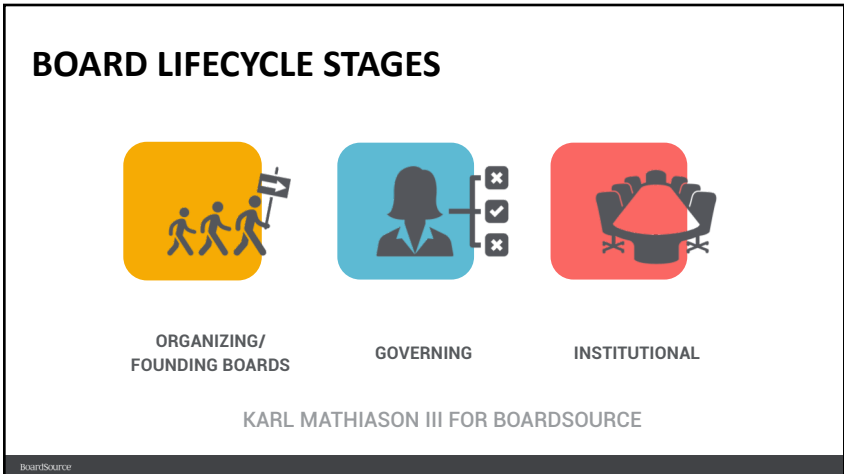 BOARD LIFECYCLE STAGES
ORGANIZING/
FOUNDING BOARDS
GOVERNING
INSTITUTIONAL
KARL MATHIASON III FOR BOARDSOURCE
BoardSource